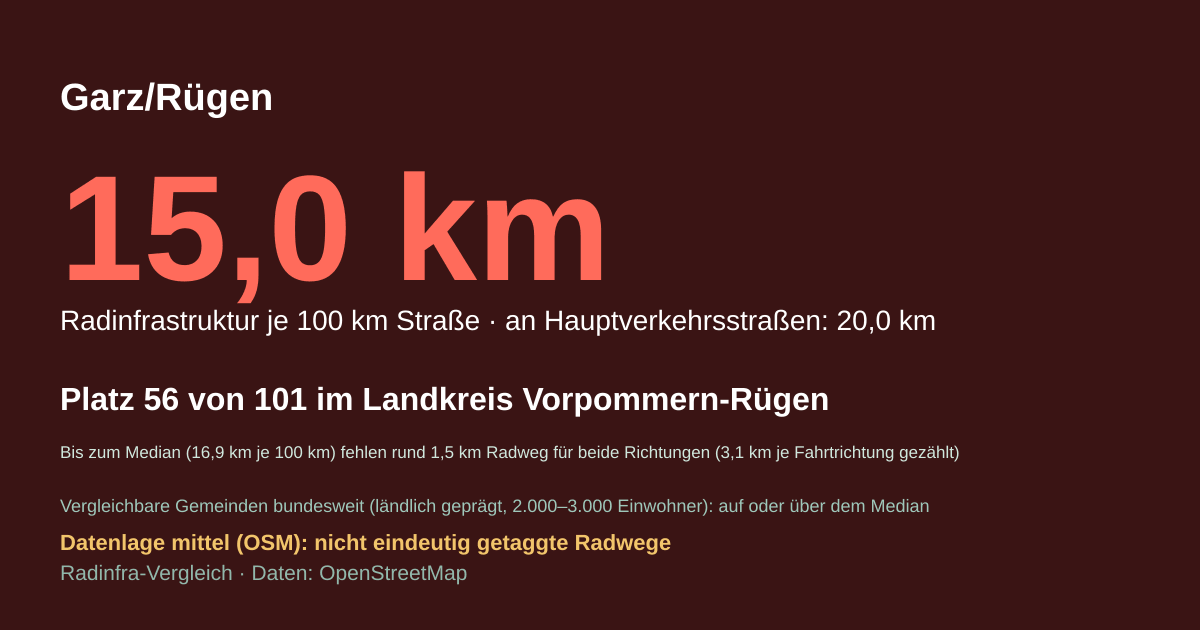 Garz/Rügen
15,0 km
Radinfrastruktur je 100 km Straße · an Hauptverkehrsstraßen: 20,0 km
Platz 56 von 101 im Landkreis Vorpommern-Rügen
Bis zum Median (16,9 km je 100 km) fehlen rund 1,5 km Radweg für beide Richtungen (3,1 km je Fahrtrichtung gezählt)
Vergleichbare Gemeinden bundesweit (ländlich geprägt, 2.000–3.000 Einwohner): auf oder über dem Median
Datenlage mittel (OSM): nicht eindeutig getaggte Radwege
Radinfra-Vergleich · Daten: OpenStreetMap